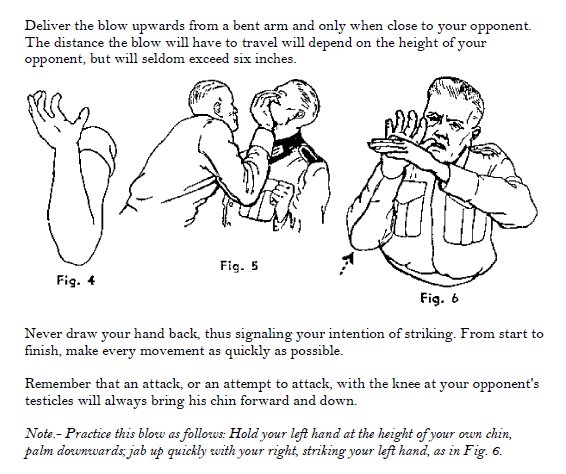 Deliver the blow upwards from a bent arm and only when close to your opponent.
The distance the blow will have to travel will depend on the height of your
opponent, but will seldom exceed six inches.
Fig. 4
Fig. 5
Fig. 6
Never draw your hand back, thus signaling your intention of striking. From start to
finish, make every movement as quickly as possible.
Remember that an attack, or an attempt to attack, with the knee at your opponent's
testicles will always bring his chin forward and down.
Note.- Practice this blow as follows: Hold your left hand at the height of your own chin,
palm downwards; jab up quickly with your right, striking your left hand, as in Fig. 6.